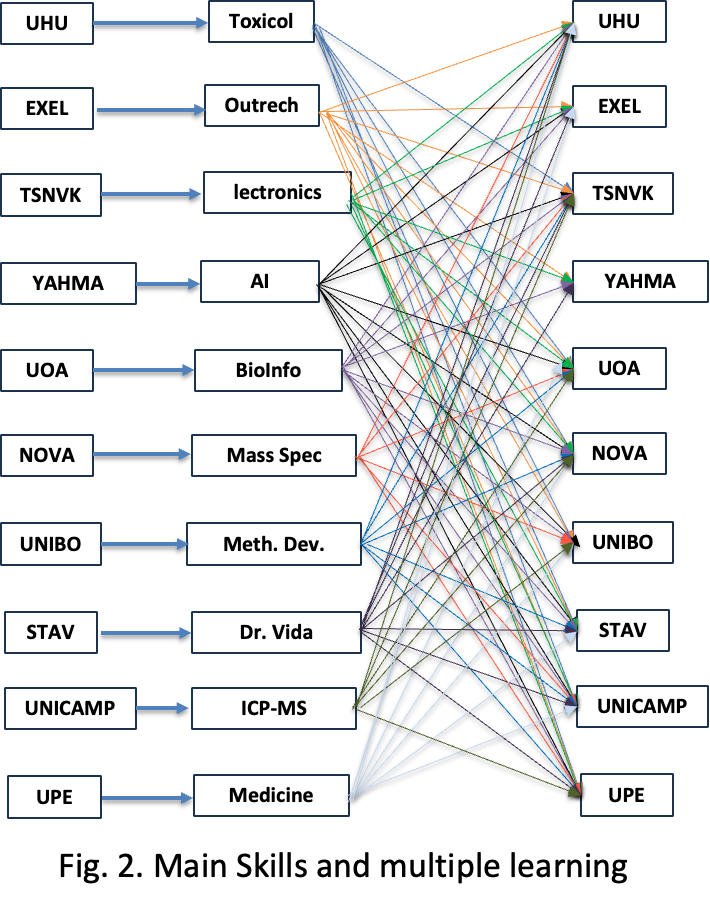 UHU Toxicol UHU
EXEL Outrech EXEL
TSNVK lectronics TSNVK
YAHMA AI YAHMA
UOA BioInfo UOA
NOVA Mass Spec NOVA
UNIBO Meth. Dev. UNIBO
STAV Dr. Vida STAV
UNICAMP ICP-MS UNICAMP
UPE Medicine UPE
Fig. 2. Main Skills and multiple learning